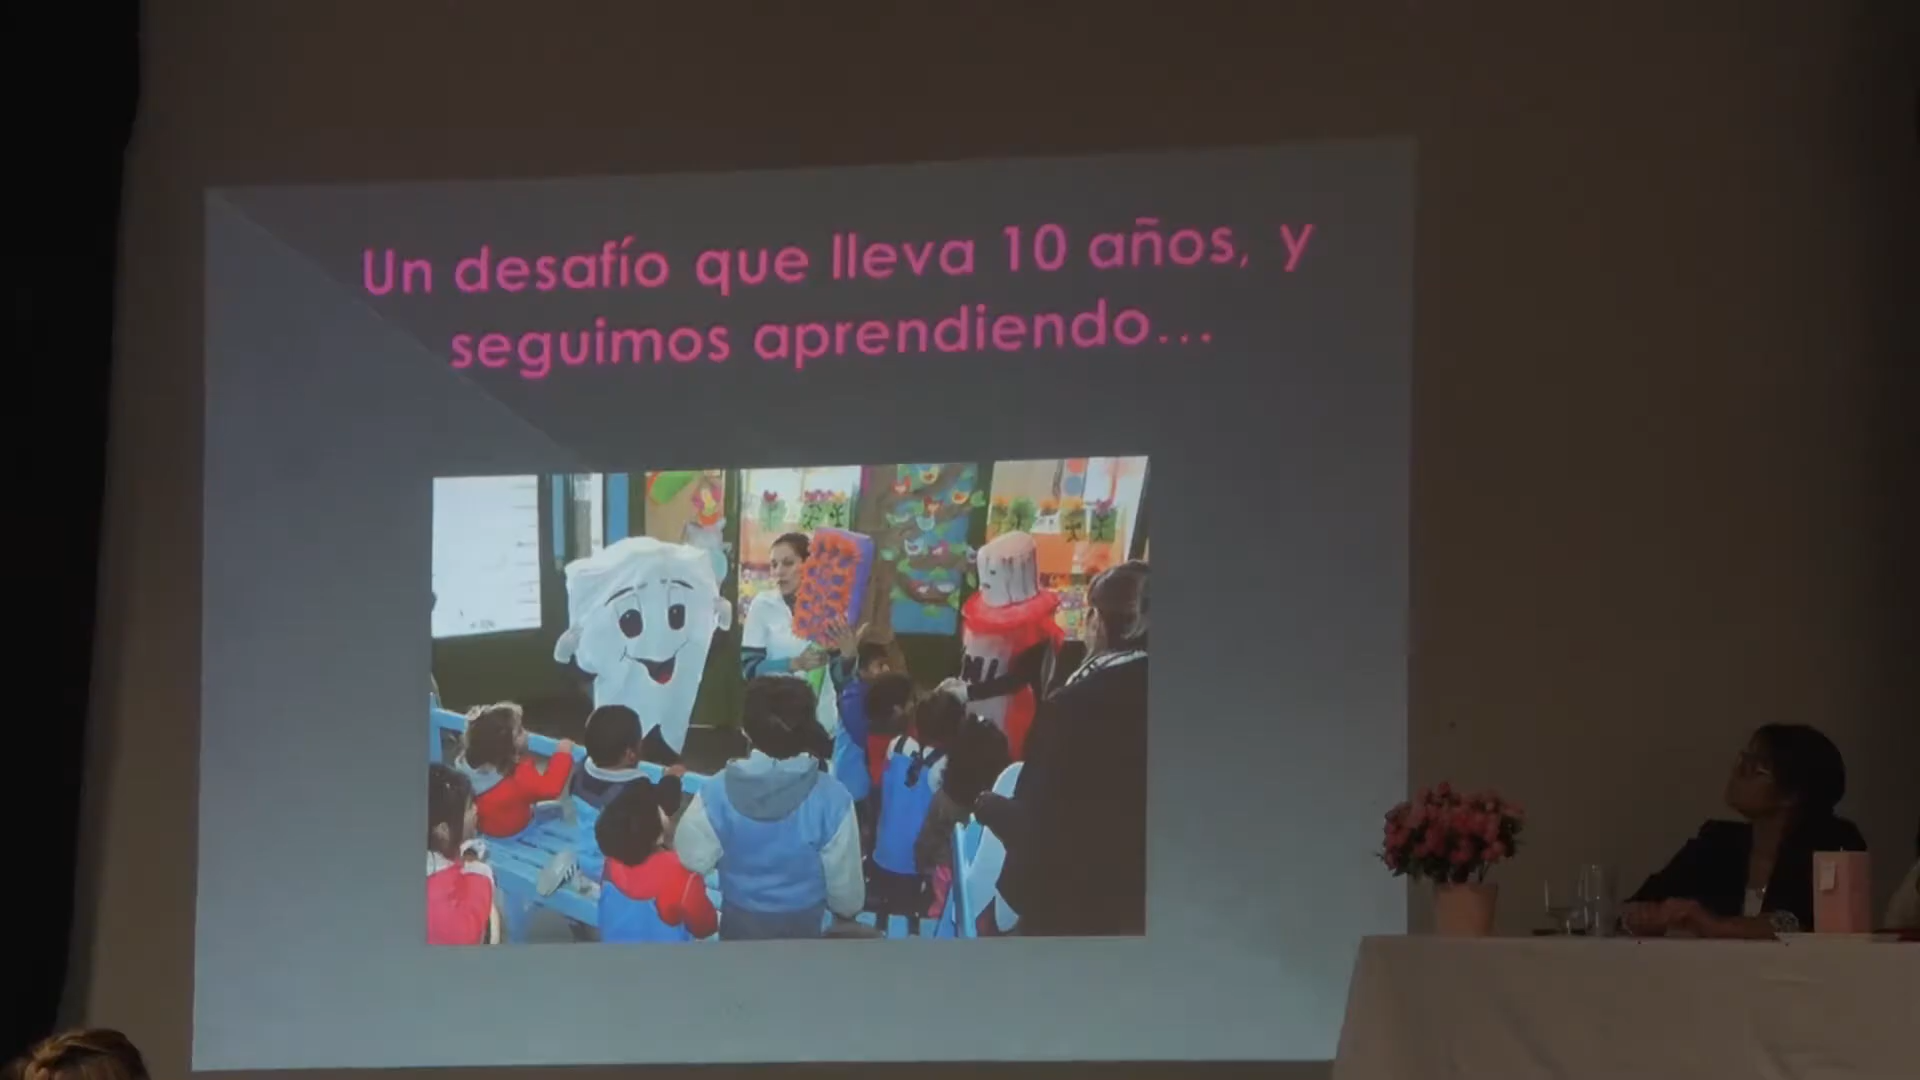 Un desafío que lleva 10 años, y
seguimos aprendiendo...